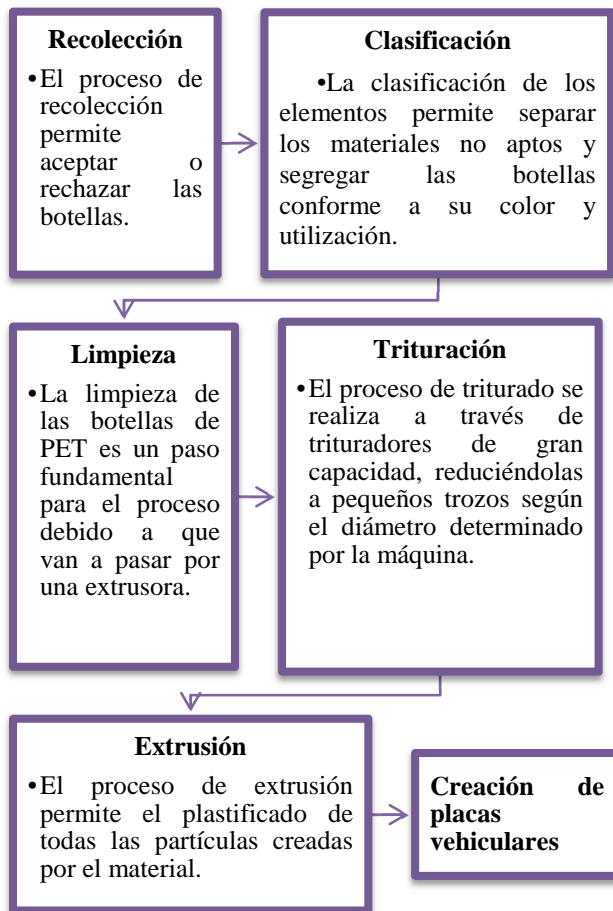 Recolección
•El proceso de
recolección
permite
aceptar o
rechazar las
botellas.
Clasificación
•La clasificación de los
elementos permite separar
los materiales no aptos y
segregar las botellas
conforme a su color y
utilización.
Limpieza
•La limpieza de
las botellas de
PET es un paso
fundamental
para el proceso
debido a que
van a pasar por
una extrusora.
Trituración
•El proceso de triturado se
realiza a través de
trituradores de gran
capacidad, reduciéndolas
a pequeños trozos según
el diámetro determinado
por la máquina.
Extrusión
•El proceso de extrusión
permite el plastificado de
todas las partículas creadas
por el material.
Creación de
placas
vehiculares